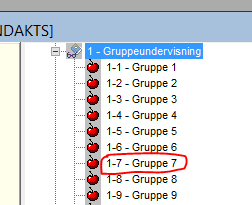 NDAKTS]
1 - Gruppeundervisning
1-1 - Gruppe 1
1-2 - Gruppe 2
1-3 - Gruppe 3
1-4 - Gruppe 4
1-5 - Gruppe 5
1-6 - Gruppe 6
1-7 - Gruppe 7
1-8 - Gruppe 8
1-9 - Gruppe 9